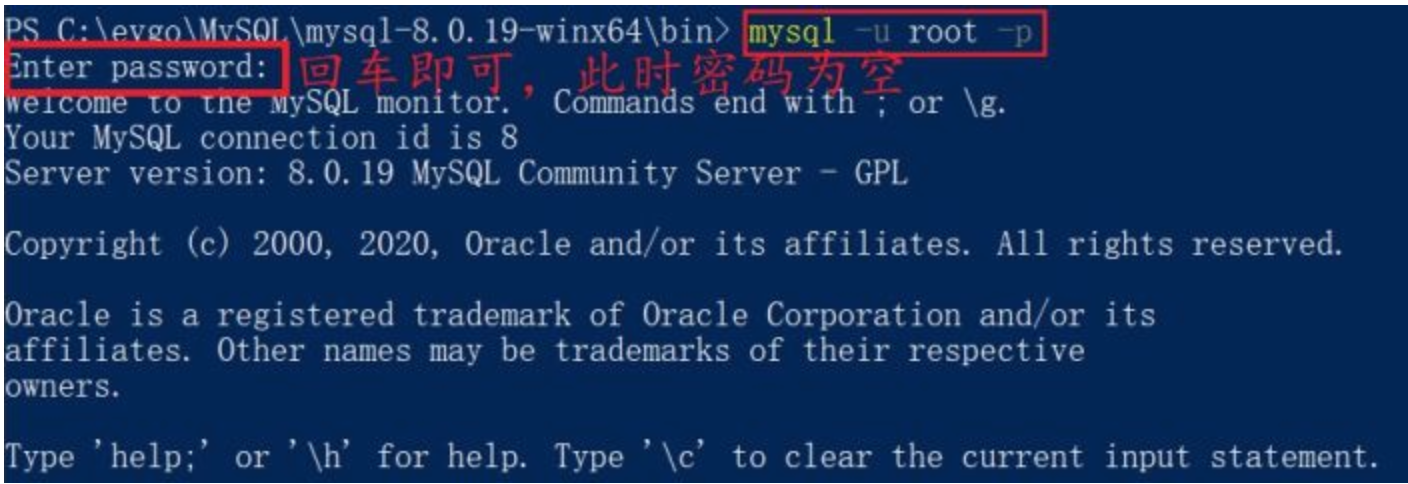 PS C:\evgo\MySQL\mysql-8.0.19-winx64\bin> mysql -u root -p
Enter password: 回车即可，此时密码为空
Welcome to the MySQL monitor.  Commands end with ; or \g.
Your MySQL connection id is 8
Server version: 8.0.19 MySQL Community Server - GPL
Copyright (c) 2000, 2020, Oracle and/or its affiliates. All rights reserved.
Oracle is a registered trademark of Oracle Corporation and/or its
affiliates. Other names may be trademarks of their respective
owners.
Type 'help;' or '\h' for help. Type '\c' to clear the current input statement.